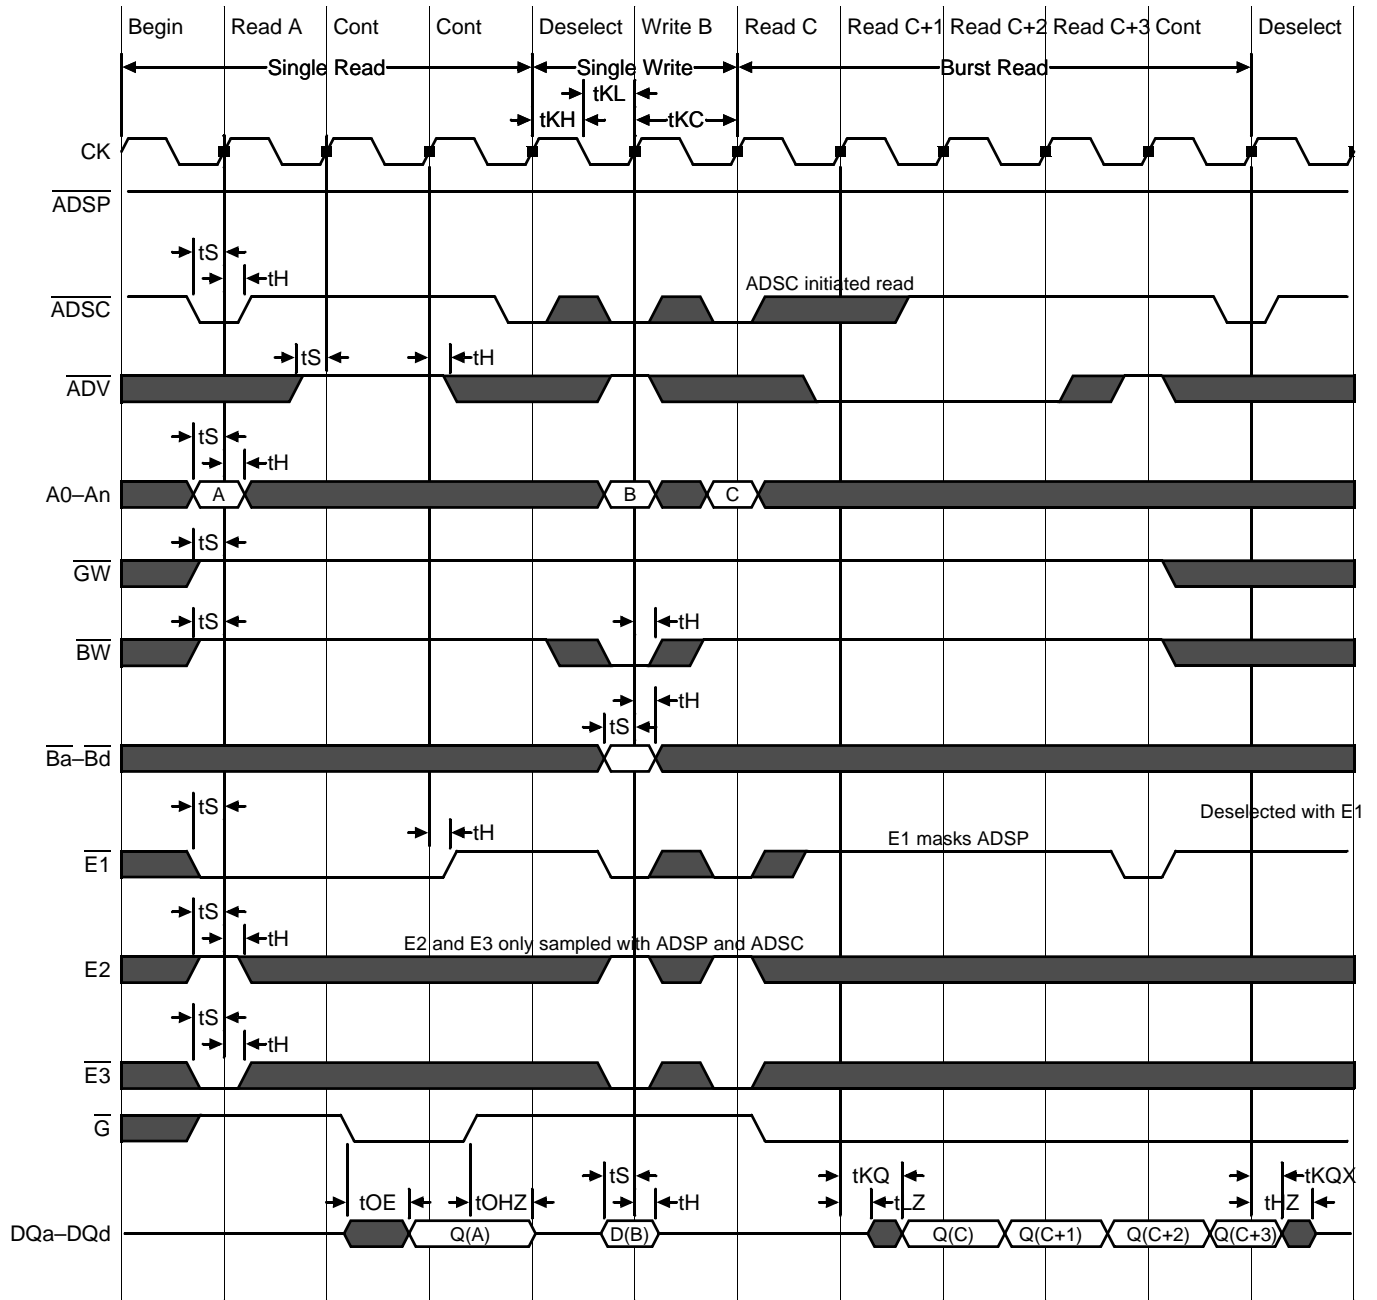 Begin Read A Cont Cont Deselect Write B Read C Read C+1 Read C+2 Read C+3 Cont Deselect
Single Read Single Write Burst Read
tKL
tKH tKC
CK
ADSP
tS
tH
ADSC initiated read
ADSC
tS tH
ADV
tS
tH
A0–An A B C
tS
GW
tS tH
BW
tH
tS
Ba–Bd
tS Deselected with E1
tH E1 masks ADSP
E1
tS
tH E2 and E3 only sampled with ADSP and ADSC
E2
tS
tH
E3
G
tS tKQ tKQX
tOE tOHZ tH tLZ tHZ
DQa–DQd Q(A) D(B) Q(C) Q(C+1) Q(C+2) Q(C+3)